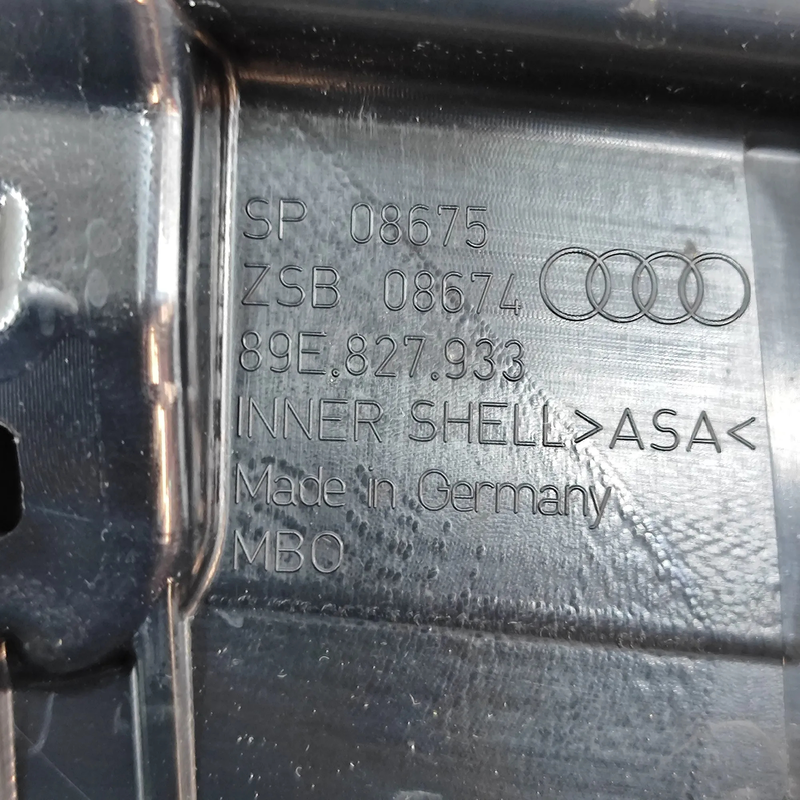 SP 08675
ZSB 08674
89E.827.933
INNER SHELL>ASA<
Made in Germany
MBO